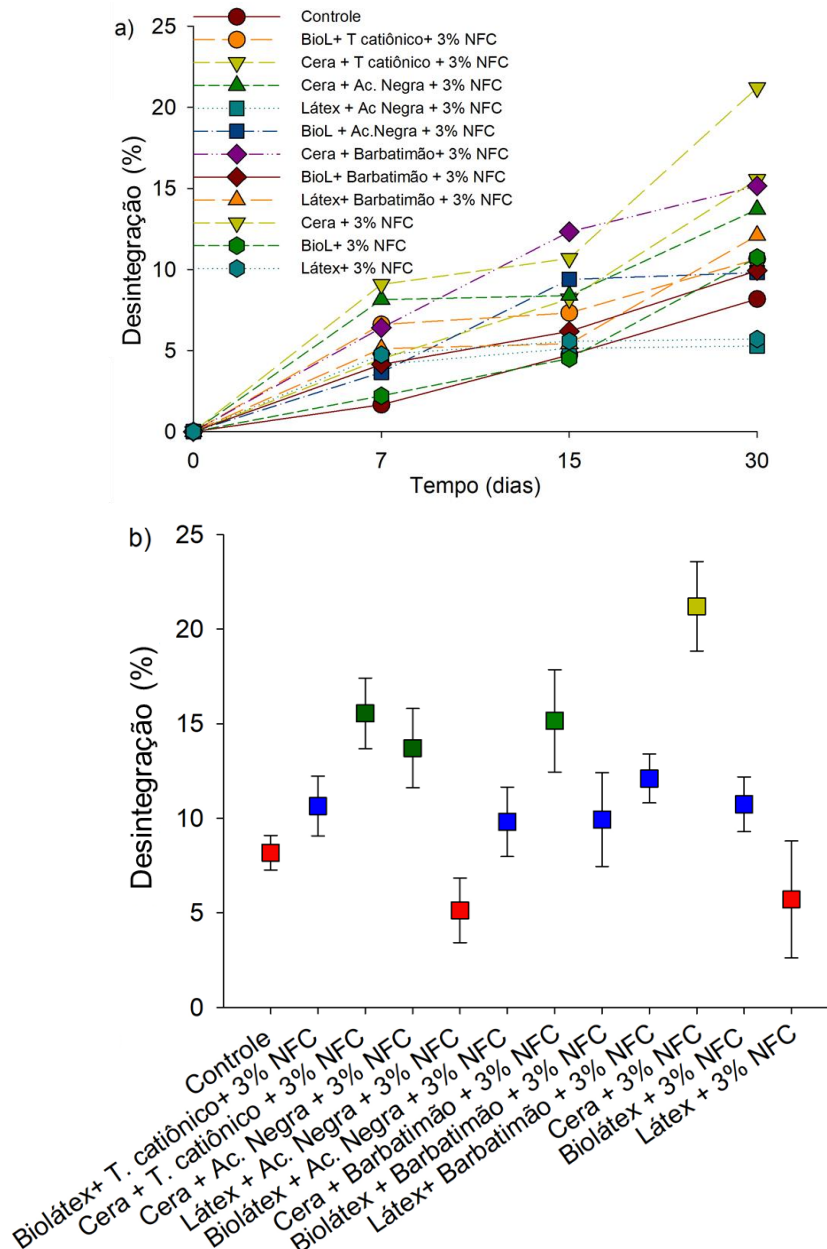 a)
Controle
BioL+ T catiônico+ 3% NFC
Cera + T catiônico + 3% NFC
Cera + Ac. Negra + 3% NFC
Látex + Ac Negra + 3% NFC
BioL + Ac.Negra + 3% NFC
Cera + Barbatimão+ 3% NFC
BioL+ Barbatimão + 3% NFC
Látex+ Barbatimão + 3% NFC
Cera + 3% NFC
BioL+ 3% NFC
Látex+ 3% NFC
Desintegração (%)
25
20
15
10
5
0
0 7 15 30
Tempo (dias)
b)
Desintegração (%)
25
20
15
10
5
0
Controle
Biolátex+ T. catiônico+ 3% NFC
Cera + T. catiônico + 3% NFC
Cera + Ac. Negra + 3% NFC
Látex + Ac. Negra + 3% NFC
Biolátex + Ac. Negra + 3% NFC
Cera + Barbatimão + 3% NFC
Biolátex + Barbatimão + 3% NFC
Látex+ Barbatimão + 3% NFC
Cera + 3% NFC
Biolátex + 3% NFC
Látex + 3% NFC